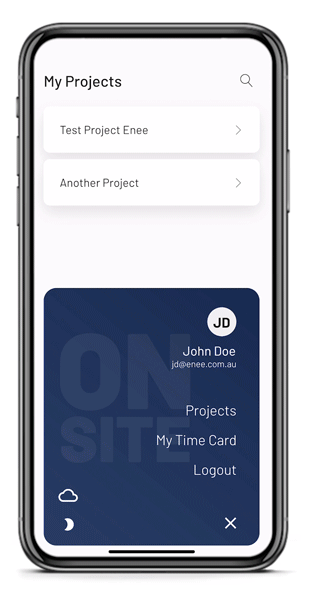 My Projects
Test Project Enee
Another Project
JD
John Doe
jd@enee.com.au
ON
SITE
Projects
My Time Card
Logout